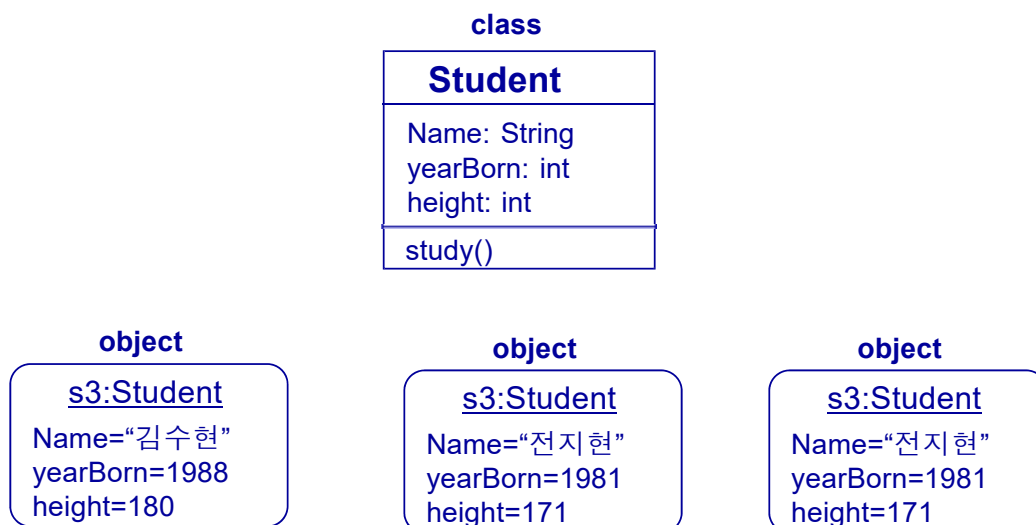 class
Student
Name: String
yearBorn: int
height: int
study()
object
s3:Student
Name=“김수현”
yearBorn=1988
height=180
object
s3:Student
Name=“전지현”
yearBorn=1981
height=171
object
s3:Student
Name=“전지현”
yearBorn=1981
height=171